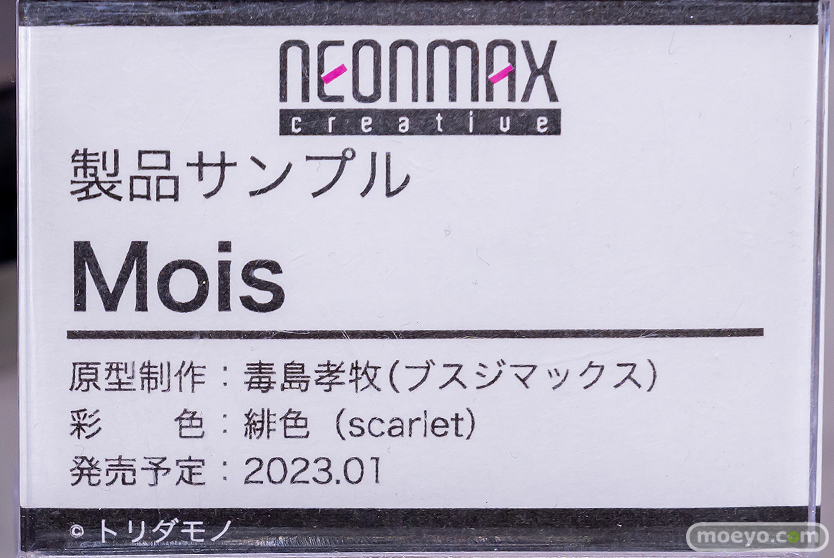 NEONMAX
creative
製品サンプル
Mois
原型制作：毒島孝牧(ブスジマックス)
彩　　色：緋色（scarlet）
発売予定：2023.01
© トリダモノ
moeyo.com